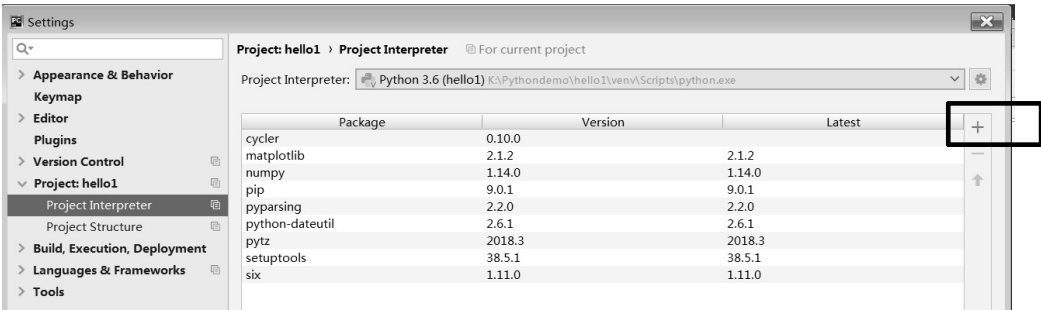 PC Settings
Project: hello1 › Project Interpreter For current project
Project Interpreter: Python 3.6 (hello1) K:\Pythondemo\hello1\venv\Scripts\python.exe
Appearance & Behavior
Keymap
Editor
Plugins
Version Control
Project: hello1
Project Interpreter
Project Structure
Build, Execution, Deployment
Languages & Frameworks
Tools
Package Version Latest
cycler 0.10.0
matplotlib 2.1.2 2.1.2
numpy 1.14.0 1.14.0
pip 9.0.1 9.0.1
pyparsing 2.2.0 2.2.0
python-dateutil 2.6.1 2.6.1
pytz 2018.3 2018.3
setuptools 38.5.1 38.5.1
six 1.11.0 1.11.0